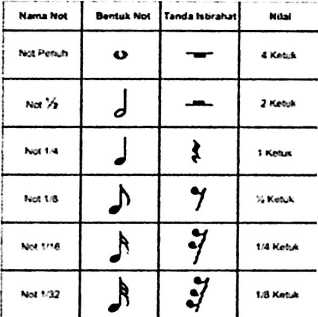 Nama Not Bentuk Not Tanda Isbrahat Nilai
Not Penuh 4 Ketuk
Not ½ 2 Ketuk
Not 1/4 1 Ketuk
Not 1/8 ½ Ketuk
Not 1/16 1/4 Ketuk
Not 1/32 1/8 Ketuk